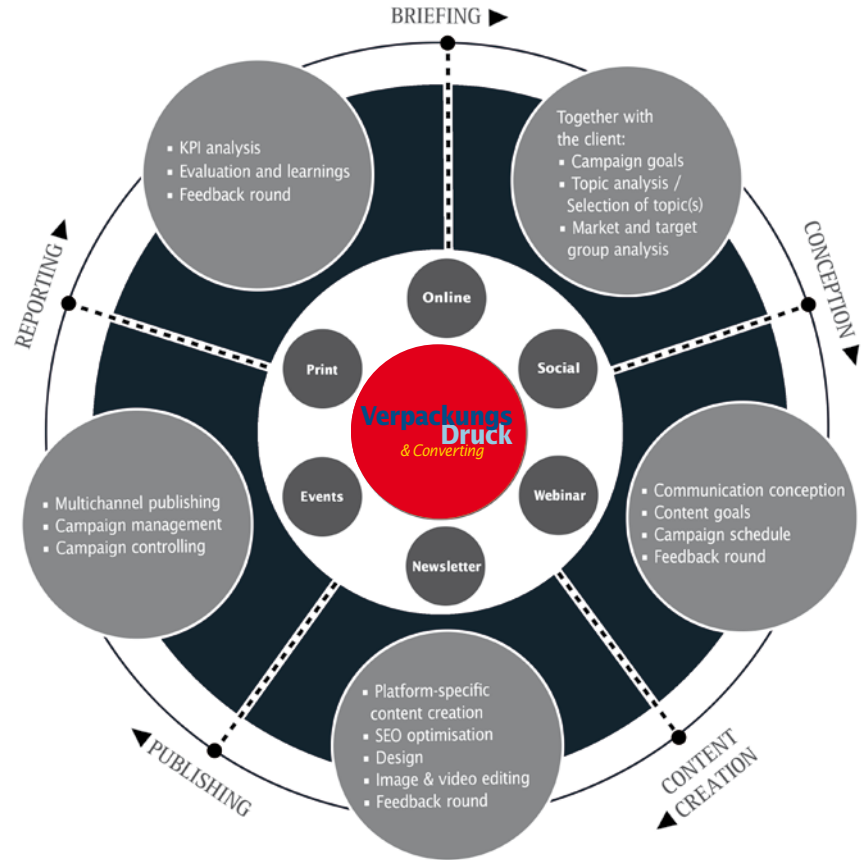 BRIEFING ►
Together with
the client:
▪ Campaign goals
▪ Topic analysis /
Selection of topic(s)
▪ Market and target
group analysis
CONCEPTION ►
▪ Communication conception
▪ Content goals
▪ Campaign schedule
▪ Feedback round
CONTENT
CREATION ►
▪ Platform-specific
content creation
▪ SEO optimisation
▪ Design
▪ Image & video editing
▪ Feedback round
◄ PUBLISHING
▪ Multichannel publishing
▪ Campaign management
▪ Campaign controlling
REPORTING ►
▪ KPI analysis
▪ Evaluation and learnings
▪ Feedback round
Online
Social
Webinar
Newsletter
Events
Print
Verpackungs
Druck
& Converting